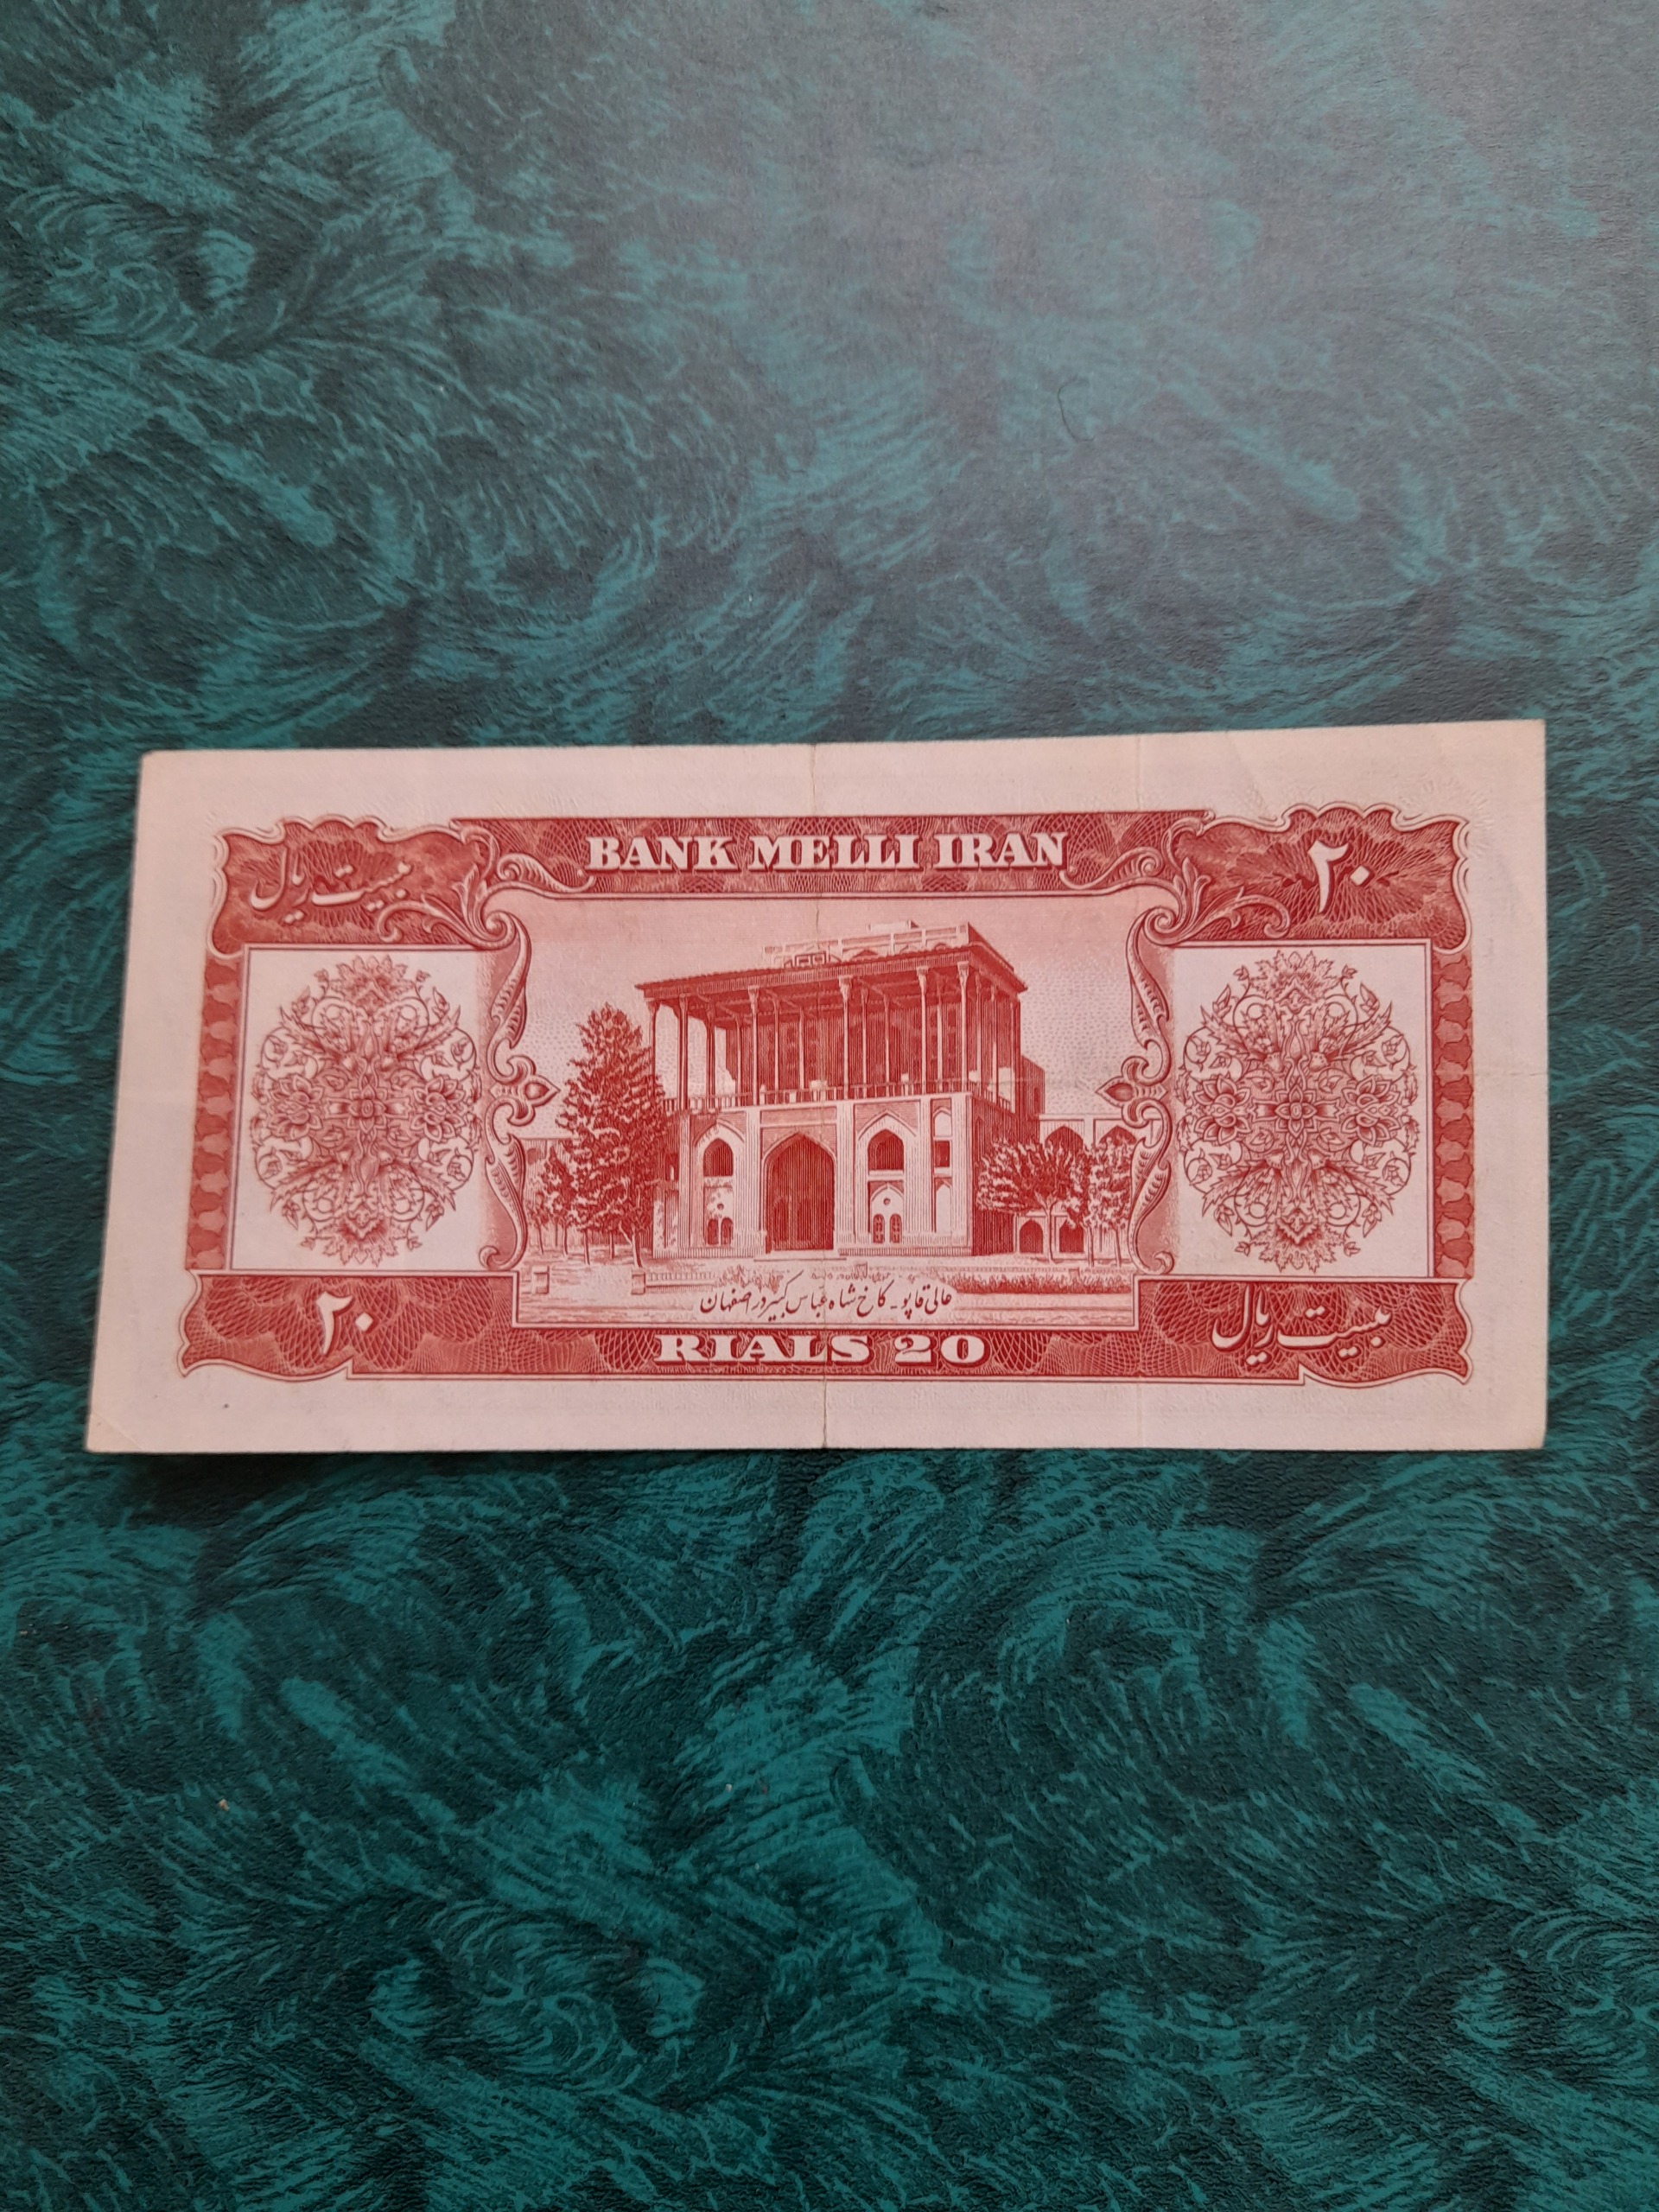 BANK MELLI IRAN
بیست ریال
۲۰
عالی قاپو - کاخ شاه عباس کبیر در اصفهان
۲۰
RIALS 20
بیست ریال